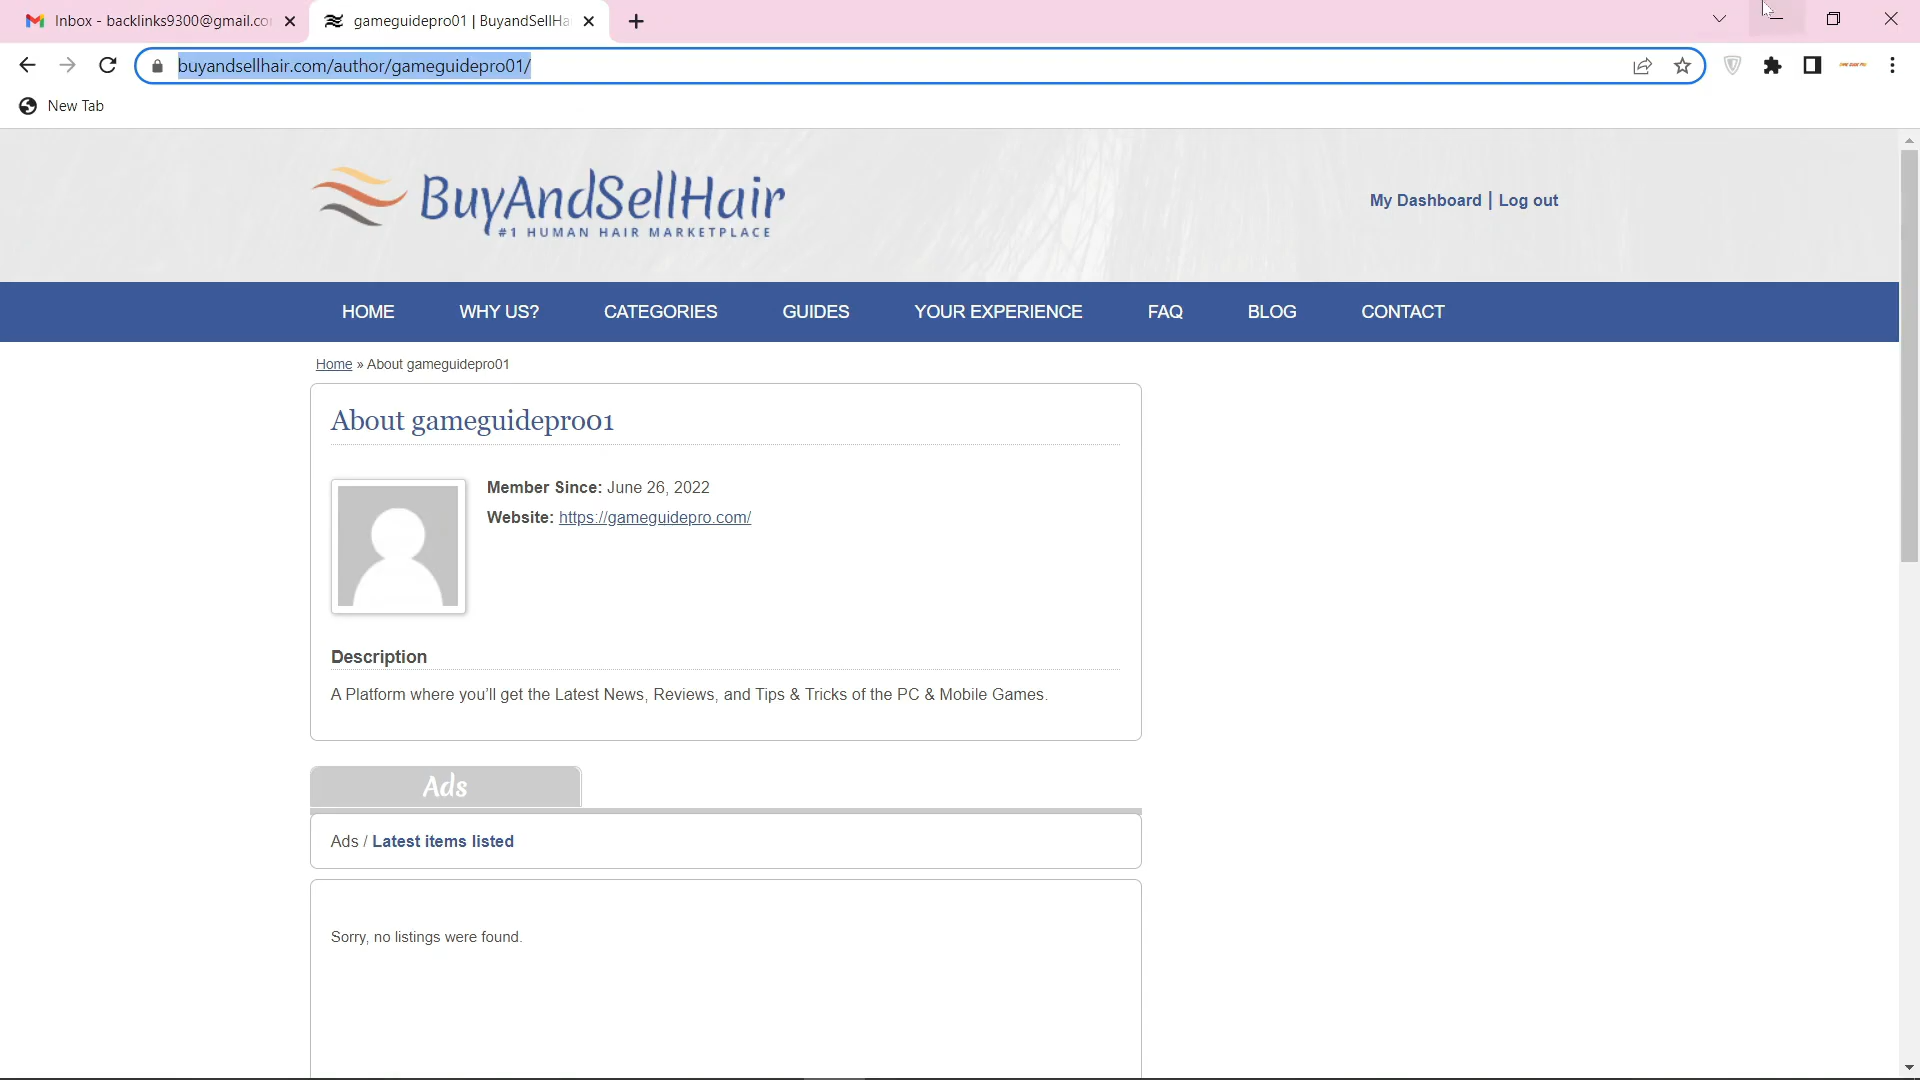 Inbox - backlinks9300@gmail.co
gameguidepro01 | BuyandSellHa
buyandsellhair.com/author/gameguidepro01/
New Tab
BuyAndSellHair
#1 HUMAN HAIR MARKETPLACE
My Dashboard | Log out
HOME WHY US? CATEGORIES GUIDES YOUR EXPERIENCE FAQ BLOG CONTACT
Home » About gameguidepro01
About gameguidepro01
Member Since: June 26, 2022
Website: https://gameguidepro.com/
Description
A Platform where you'll get the Latest News, Reviews, and Tips & Tricks of the PC & Mobile Games.
Ads
Ads / Latest items listed
Sorry, no listings were found.